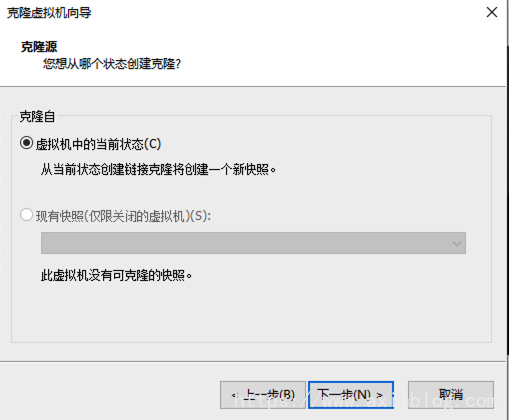 克隆虚拟机向导
克隆源
您想从哪个状态创建克隆?
克隆自
虚拟机中的当前状态(C)
从当前状态创建链接克隆将创建一个新快照。
现有快照(仅限关闭的虚拟机)(S):
此虚拟机没有可克隆的快照。
< 上一步(B) 下一步(N) > 取消